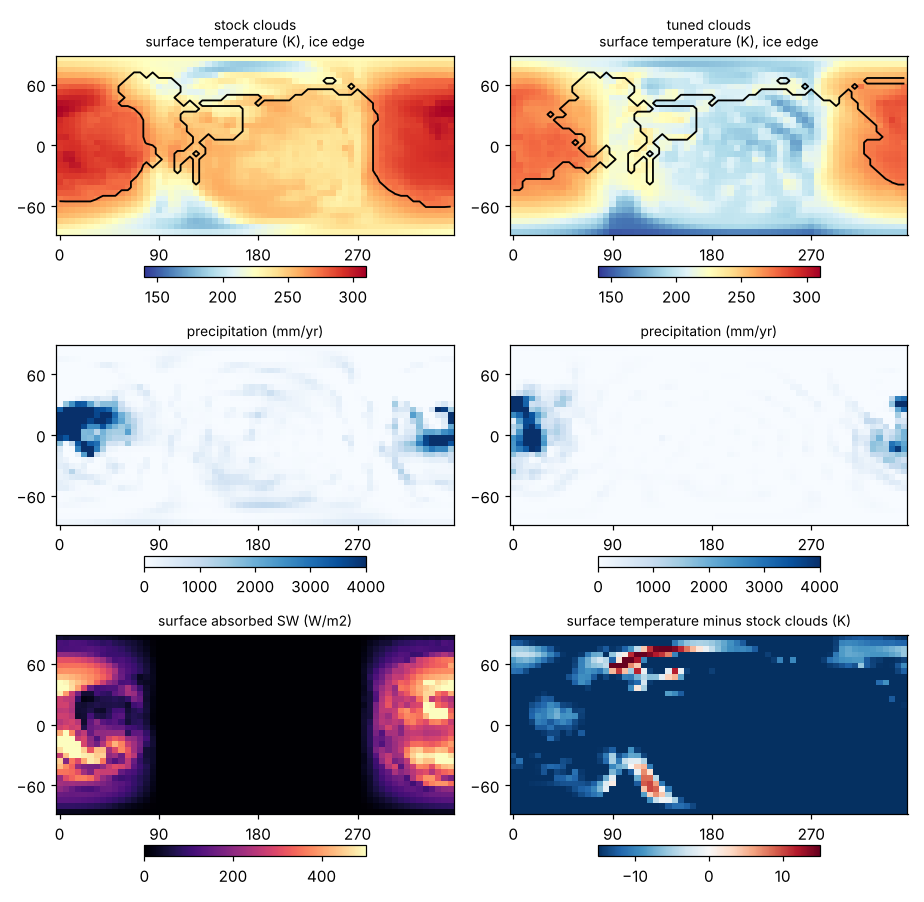 stock clouds
surface temperature (K), ice edge
tuned clouds
surface temperature (K), ice edge
60
0
−60
0 90 180 270
150 200 250 300
60
0
−60
0 90 180 270
150 200 250 300
precipitation (mm/yr)
60
0
−60
0 90 180 270
0 1000 2000 3000 4000
precipitation (mm/yr)
60
0
−60
0 90 180 270
0 1000 2000 3000 4000
surface absorbed SW (W/m2)
60
0
−60
0 90 180 270
0 200 400
surface temperature minus stock clouds (K)
60
0
−60
0 90 180 270
−10 0 10